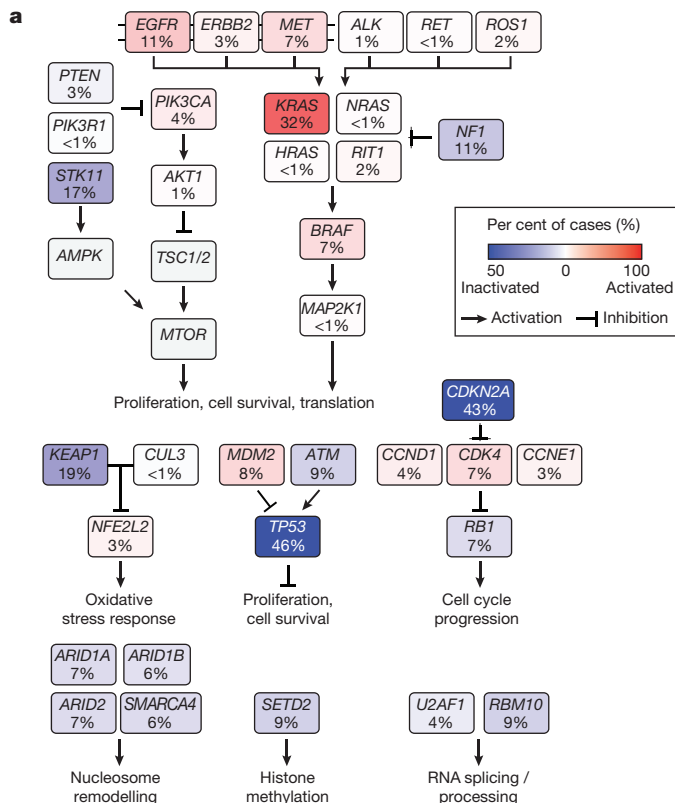 a
EGFR ERBB2 MET ALK RET ROS1
11% 3% 7% 1% <1% 2%
PTEN
3%
PIK3CA
4%
KRAS NRAS
32% <1%
PIK3R1
<1%
NF1
11%
HRAS RIT1
<1% 2%
STK11
17%
AKT1
1%
BRAF
7%
AMPK
TSC1/2
MAP2K1
<1%
MTOR
Per cent of cases (%)
50 0 100
Inactivated Activated
Activation Inhibition
Proliferation, cell survival, translation
CDKN2A
43%
KEAP1 CUL3 MDM2 ATM CCND1 CDK4 CCNE1
19% <1% 8% 9% 4% 7% 3%
NFE2L2 TP53 RB1
3% 46% 7%
Oxidative
stress response
Proliferation,
cell survival
Cell cycle
progression
ARID1A ARID1B
7% 6%
ARID2 SMARCA4 SETD2 U2AF1 RBM10
7% 6% 9% 4% 9%
Nucleosome
remodelling
Histone
methylation
RNA splicing /
processing